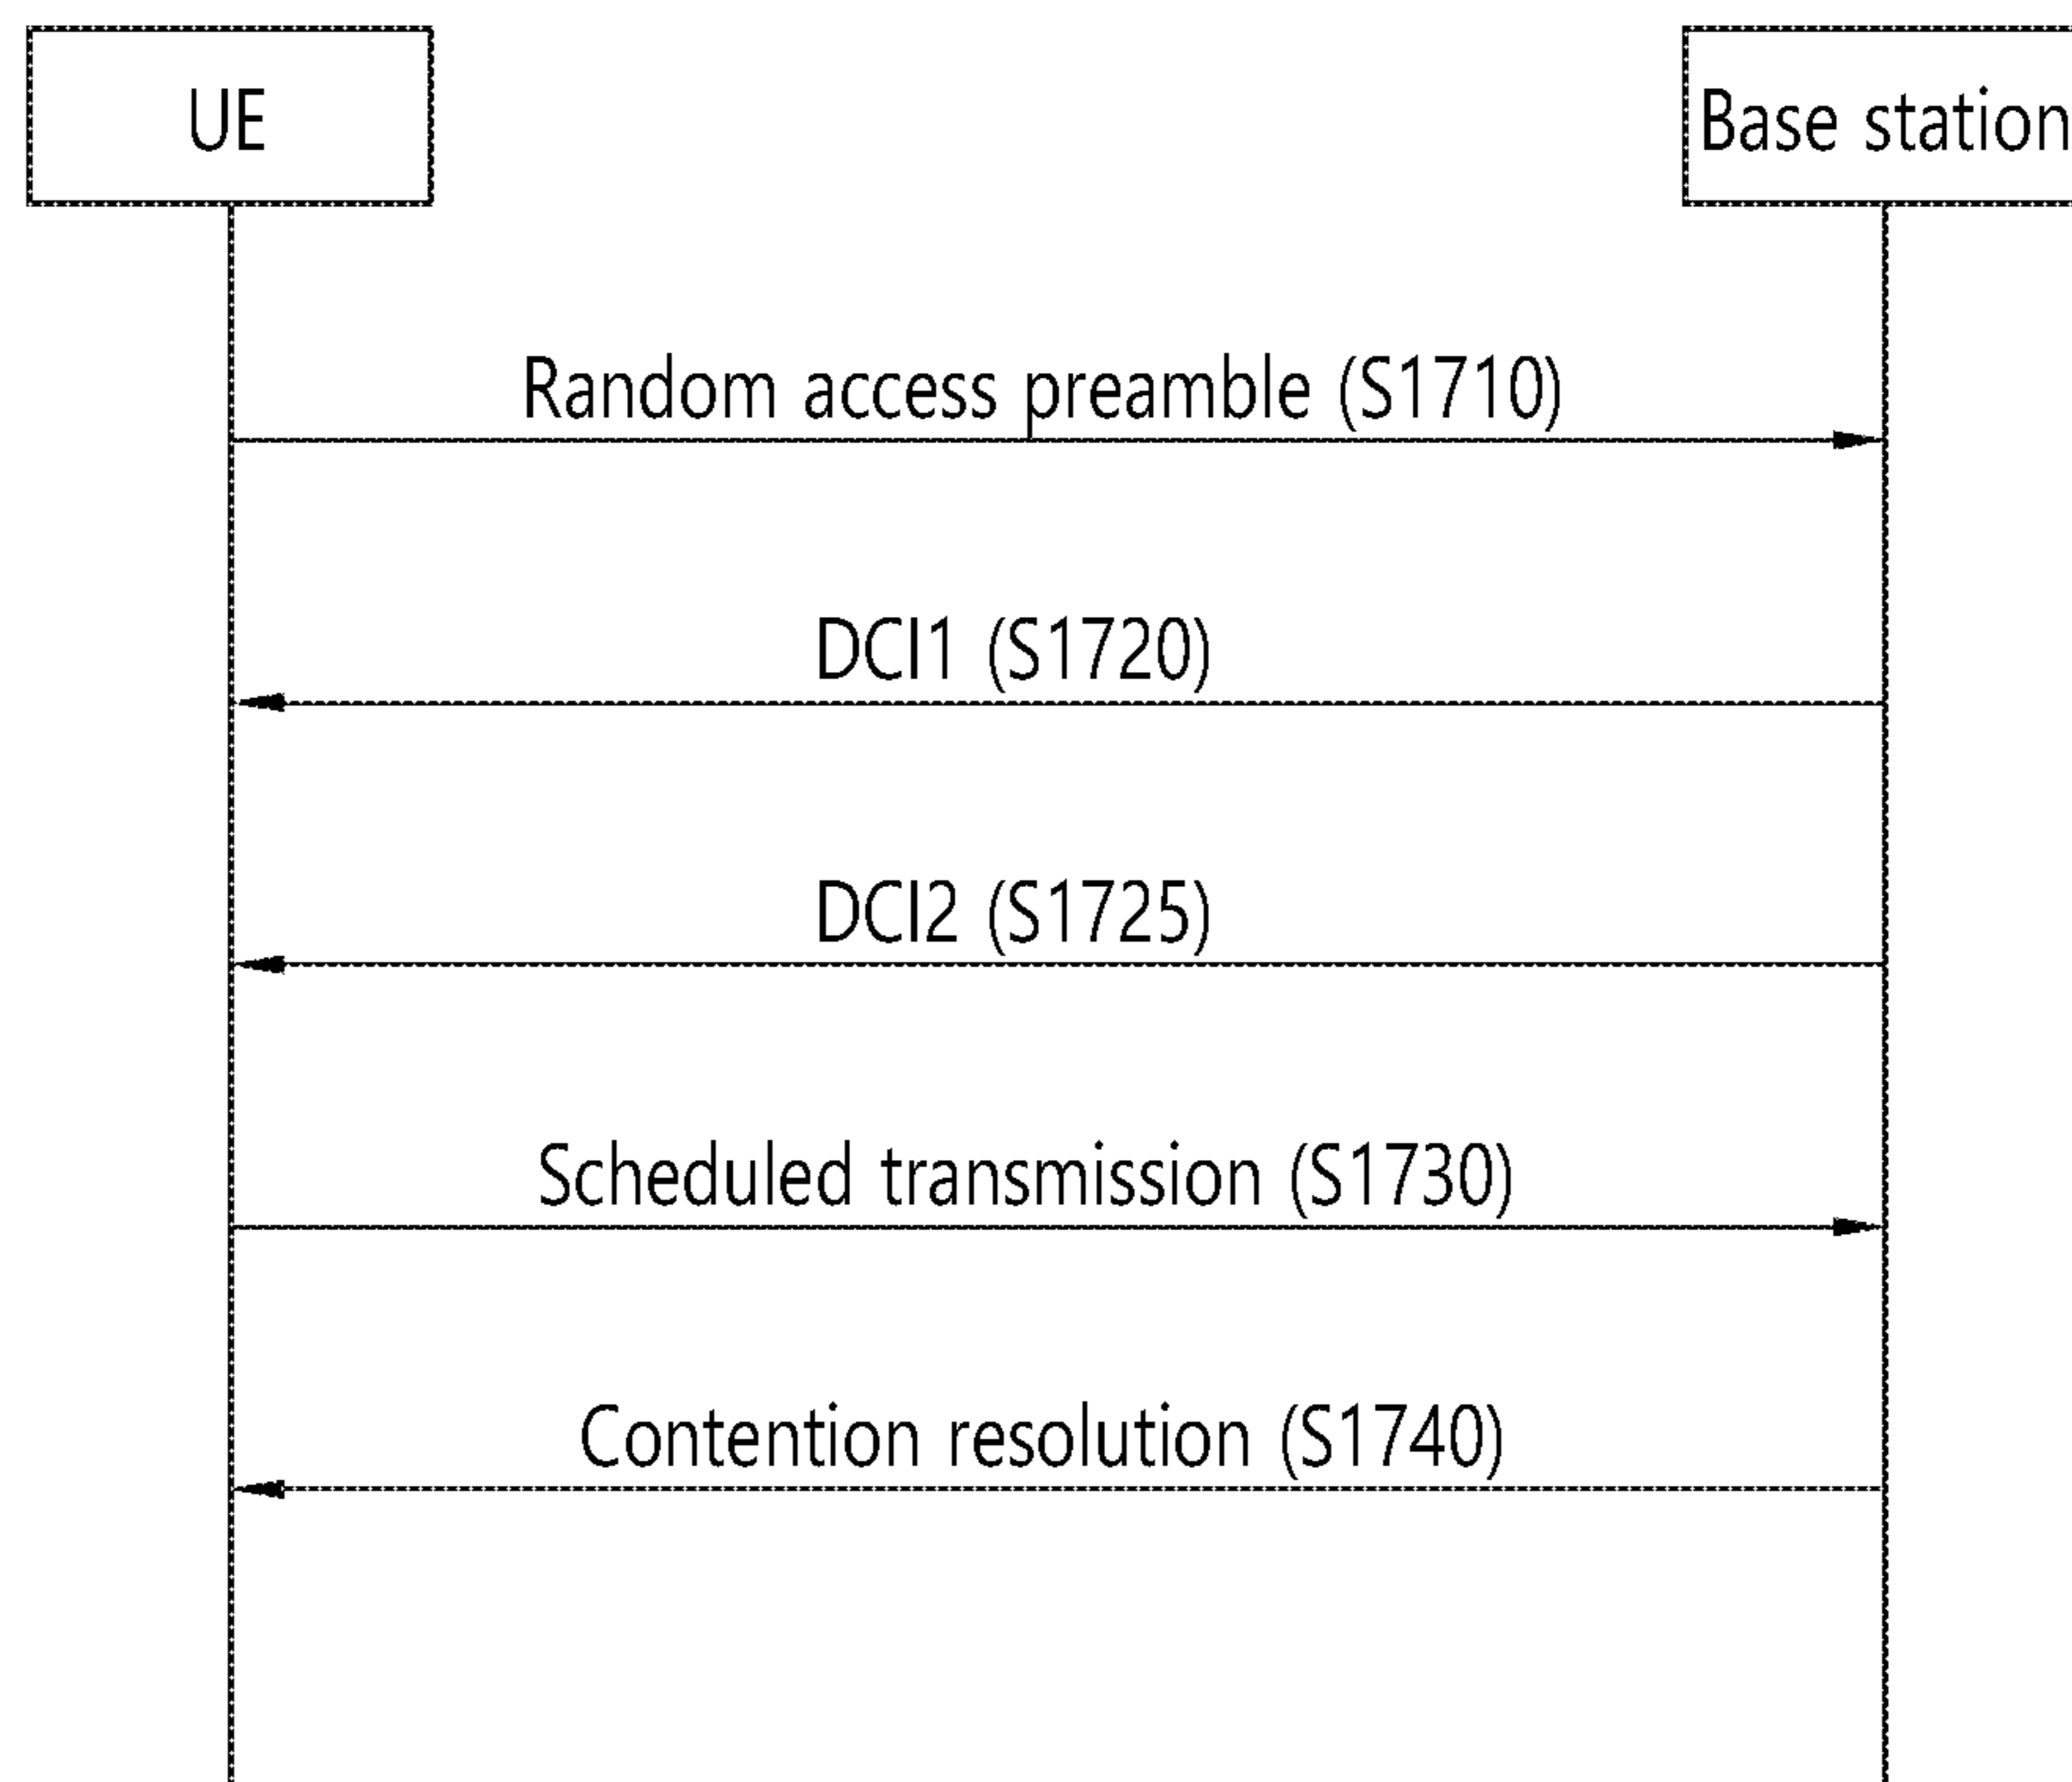 UE
Base station
Random access preamble (S1710)
DCI1 (S1720)
DCI2 (S1725)
Scheduled transmission (S1730)
Contention resolution (S1740)